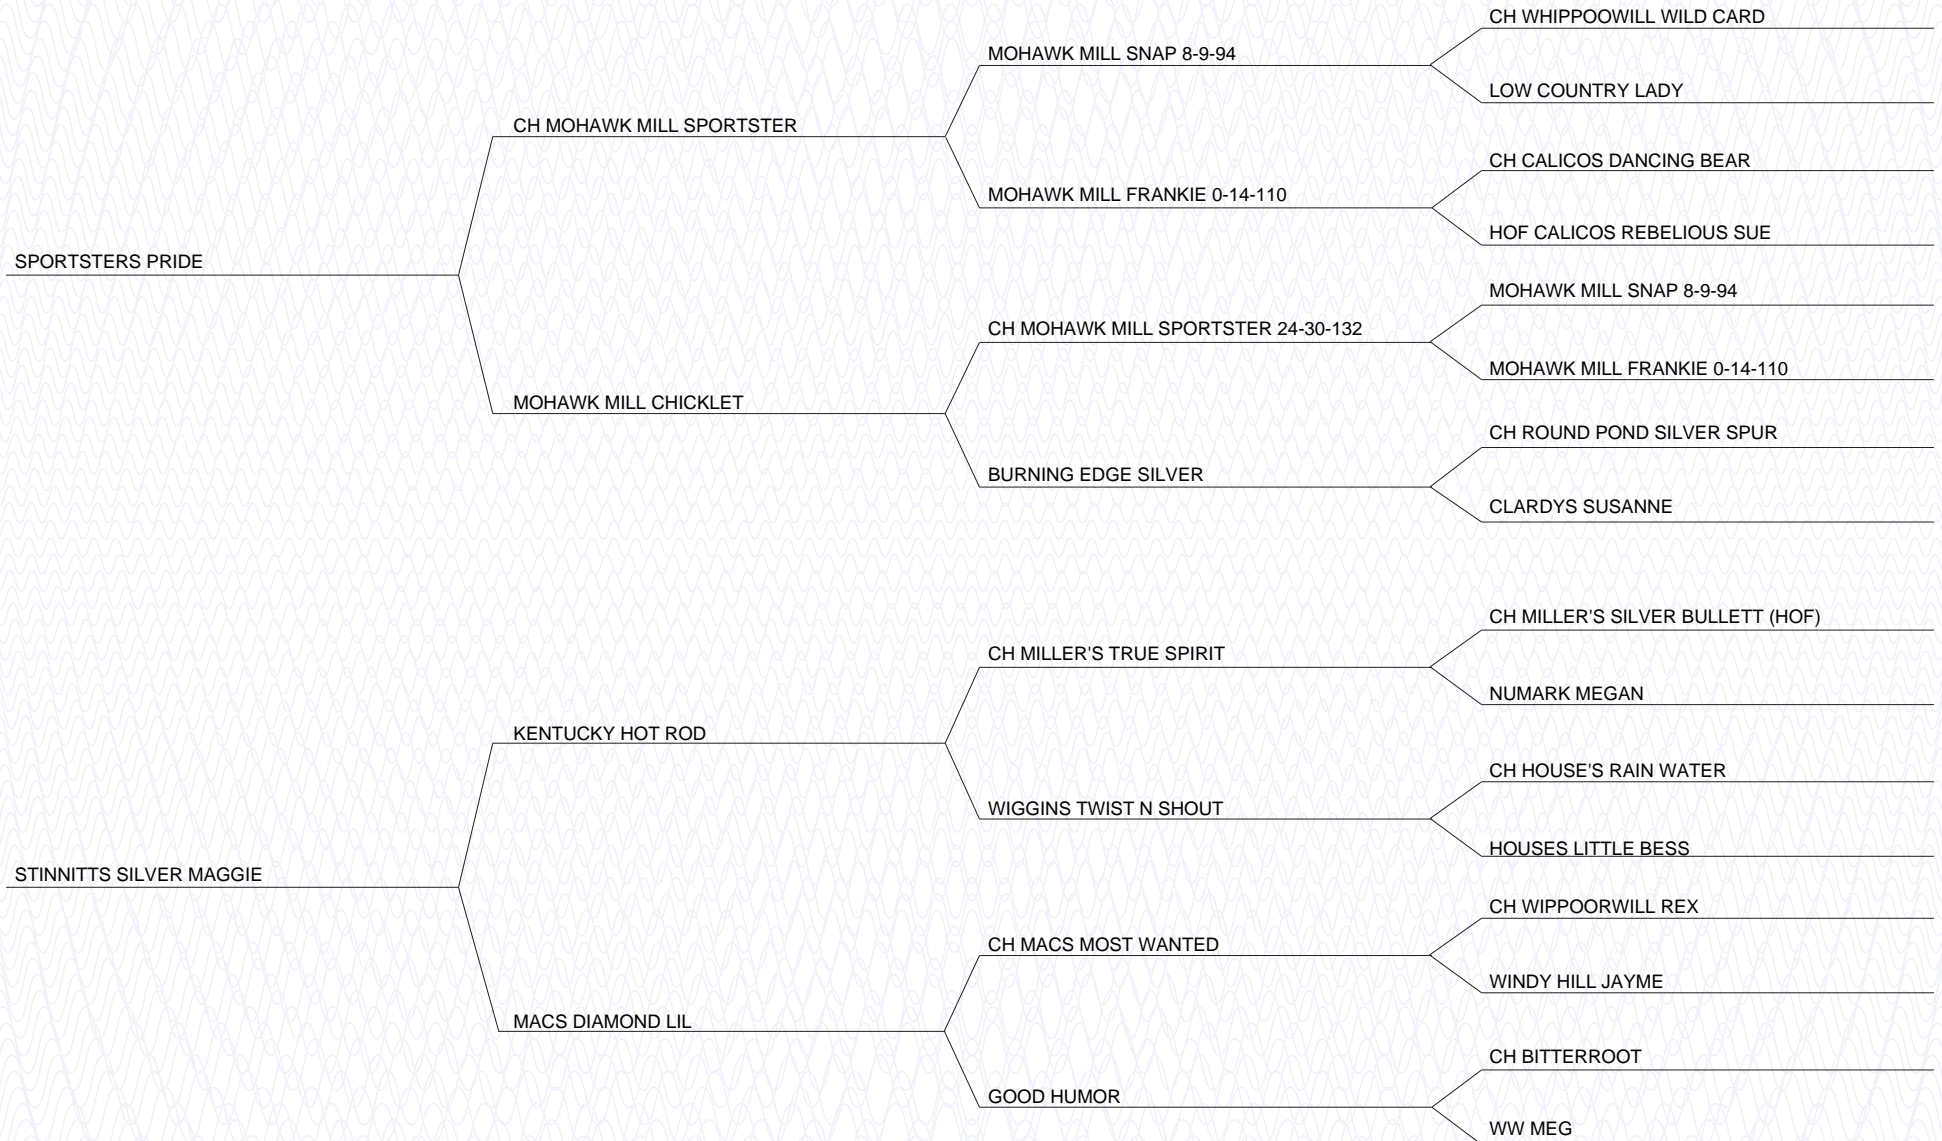 CH WHIPPOOWILL WILD CARD
MOHAWK MILL SNAP 8-9-94
LOW COUNTRY LADY
CH MOHAWK MILL SPORTSTER
CH CALICOS DANCING BEAR
MOHAWK MILL FRANKIE 0-14-110
HOF CALICOS REBELIOUS SUE
SPORTSTERS PRIDE
MOHAWK MILL SNAP 8-9-94
CH MOHAWK MILL SPORTSTER 24-30-132
MOHAWK MILL FRANKIE 0-14-110
MOHAWK MILL CHICKLET
CH ROUND POND SILVER SPUR
BURNING EDGE SILVER
CLARDYS SUSANNE
CH MILLER'S SILVER BULLETT (HOF)
CH MILLER'S TRUE SPIRIT
NUMARK MEGAN
KENTUCKY HOT ROD
CH HOUSE'S RAIN WATER
WIGGINS TWIST N SHOUT
HOUSES LITTLE BESS
STINNITTS SILVER MAGGIE
CH WIPPOORWILL REX
CH MACS MOST WANTED
WINDY HILL JAYME
MACS DIAMOND LIL
CH BITTERROOT
GOOD HUMOR
WW MEG